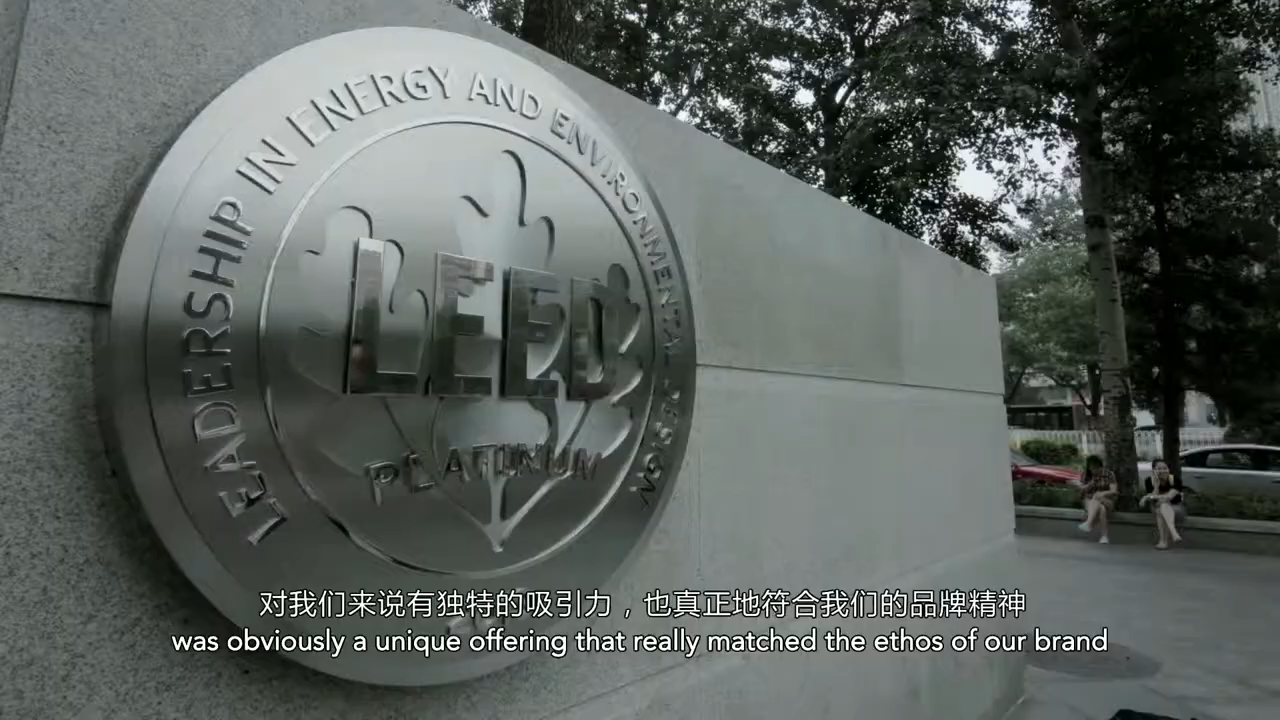 LEADERSHIP IN ENERGY AND ENVIRONMENTAL DESIGN
LEED
PLATINUM
对我们来说有独特的吸引力，也真正地符合我们的品牌精神
was obviously a unique offering that really matched the ethos of our brand